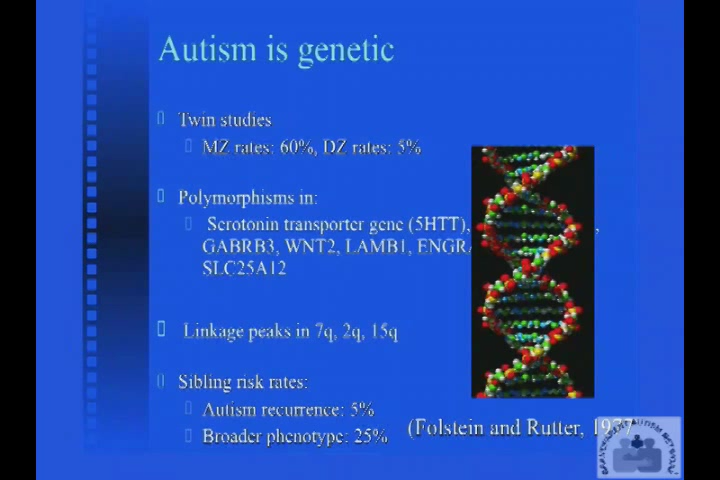 Autism is genetic
Twin studies
MZ rates: 60%, DZ rates: 5%
Polymorphisms in:
Serotonin transporter gene (5HTT),
GABRB3, WNT2, LAMB1, ENGRA
SLC25A12
Linkage peaks in 7q, 2q, 15q
Sibling risk rates:
Autism recurrence: 5%
Broader phenotype: 25%
(Folstein and Rutter, 1977